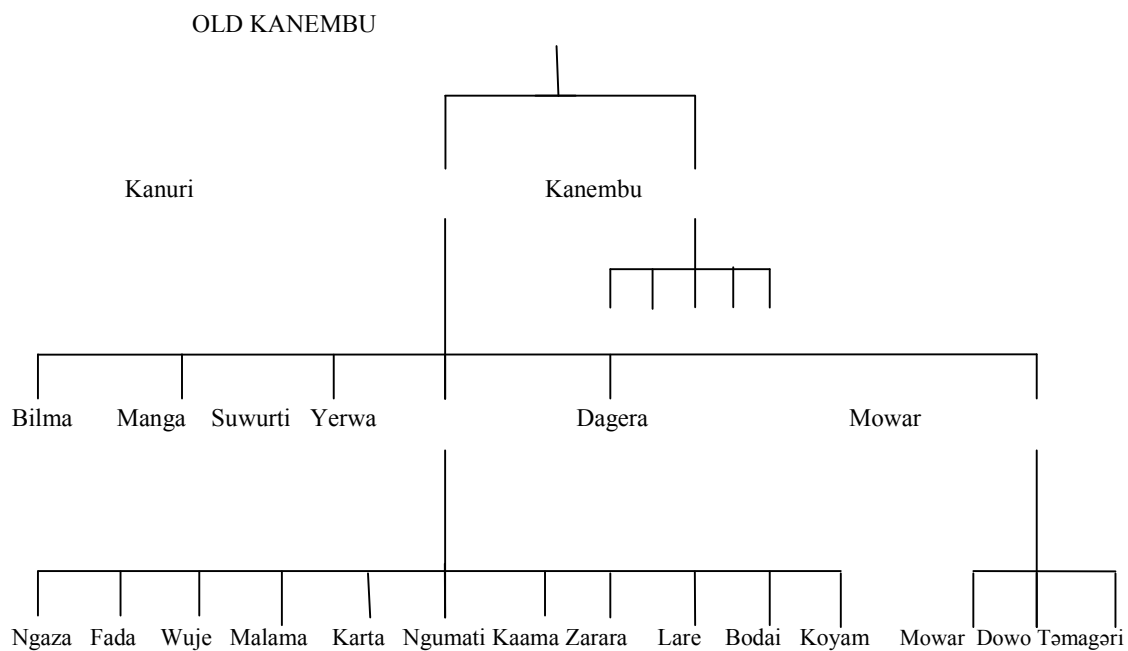 OLD KANEMBU
Kanuri Kanembu
Bilma Manga Suwurti Yerwa Dagera Mowar
Ngaza Fada Wuje Malama Karta Ngumati Kaama Zarara Lare Bodai Koyam Mowar Dowo Təmagəri